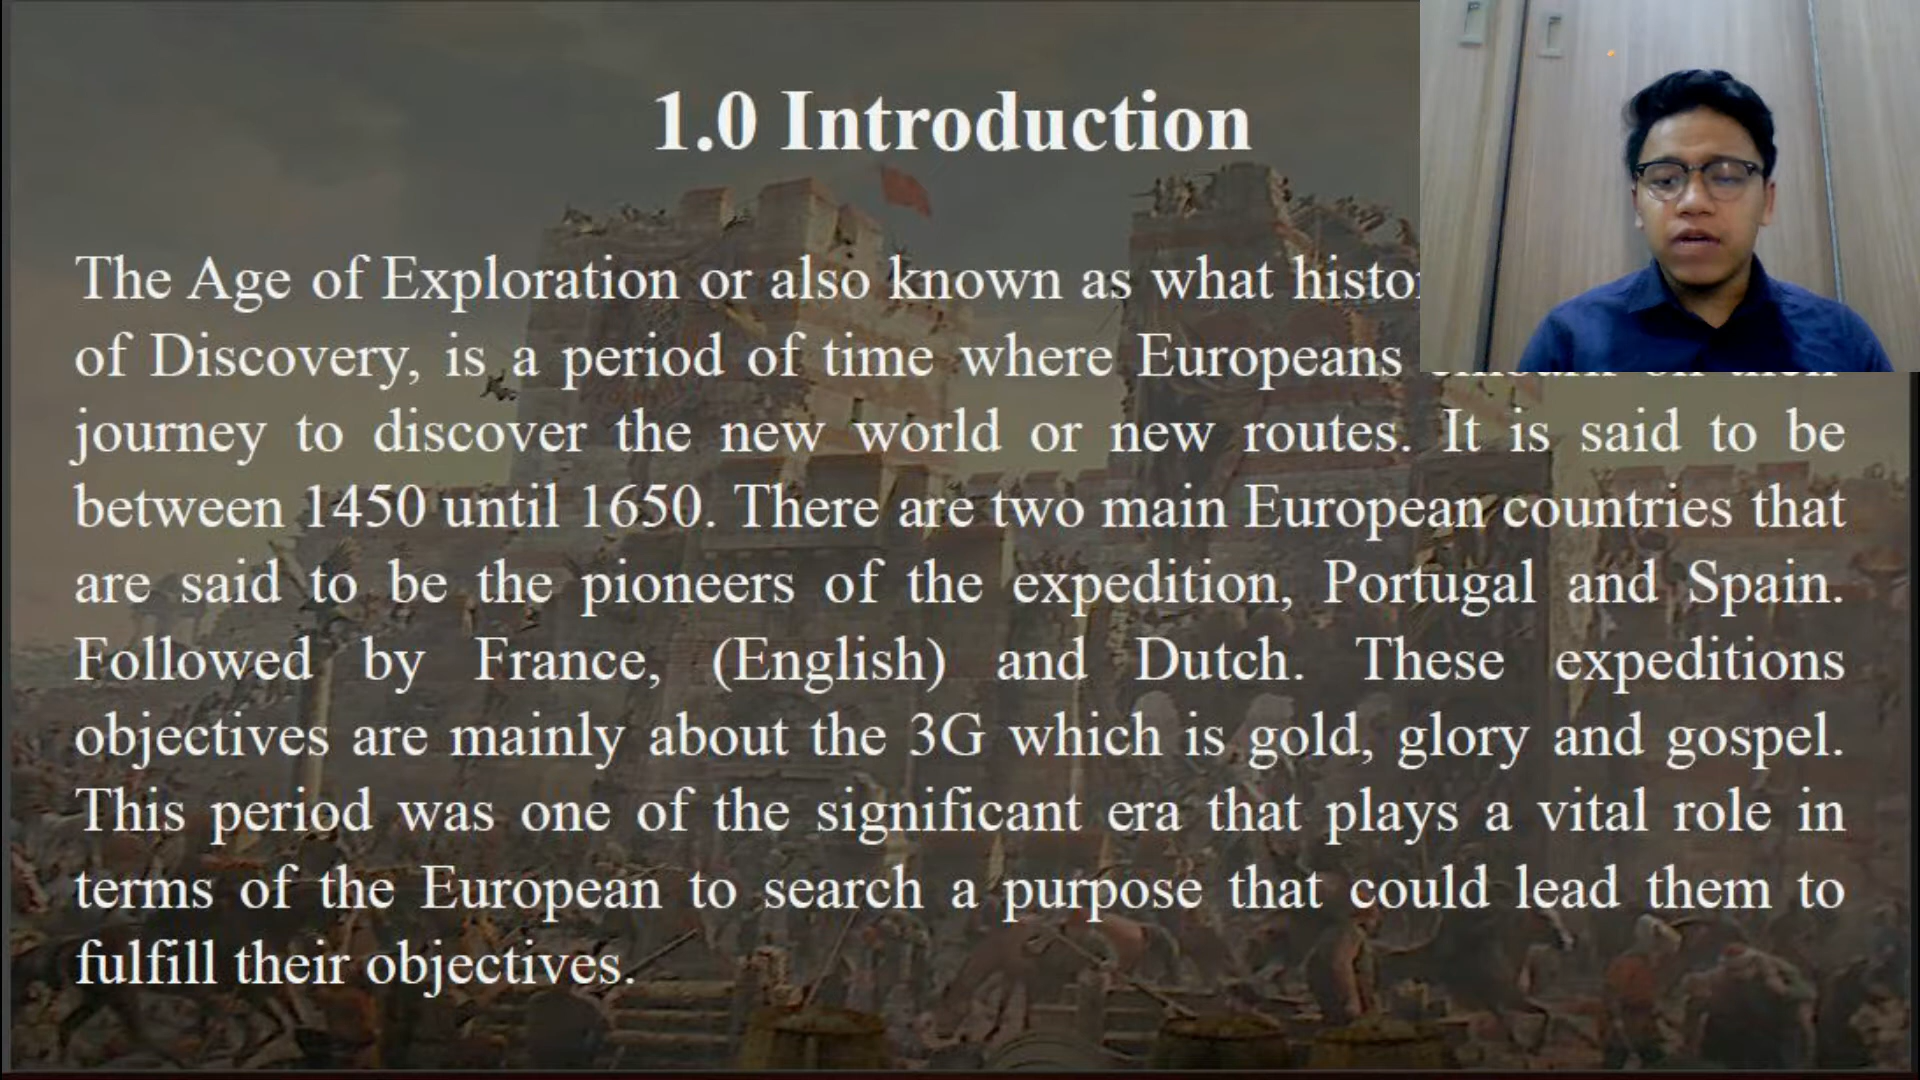 1.0 Introduction
The Age of Exploration or also known as what
of Discovery, is a period of time where Europeans
journey to discover the new world or new routes. It is said to be
between 1450 until 1650. There are two main European countries that
are said to be the pioneers of the expedition, Portugal and Spain.
Followed by France, (English) and Dutch. These expeditions
objectives are mainly about the 3G which is gold, glory and gospel.
This period was one of the significant era that plays a vital role in
terms of the European to search a purpose that could lead them to
fulfill their objectives.